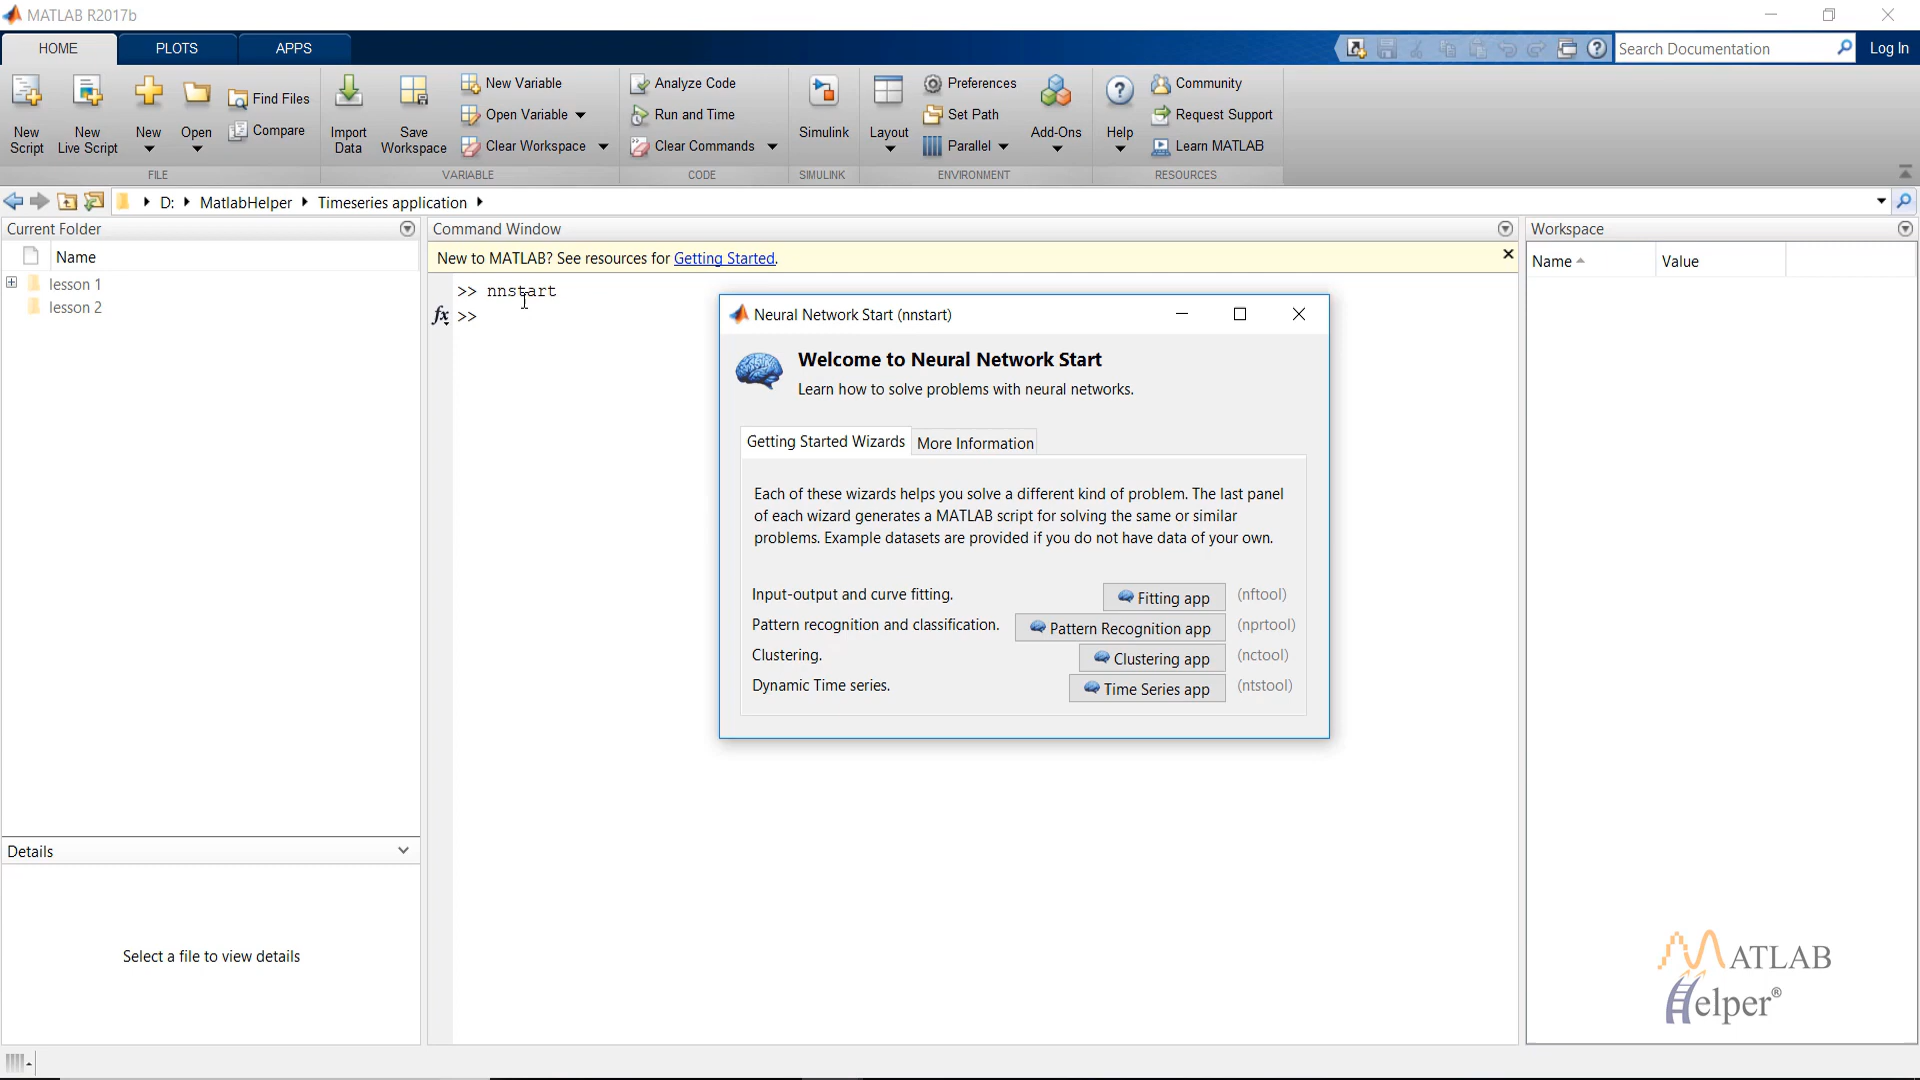 MATLAB R2017b
HOME
PLOTS
APPS
Search Documentation
Log In
New Script
New Live Script
New
Open
Find Files
Compare
Import Data
Save Workspace
New Variable
Open Variable
Clear Workspace
Analyze Code
Run and Time
Clear Commands
Simulink
Layout
Preferences
Set Path
Parallel
Add-Ons
Help
Community
Request Support
Learn MATLAB
FILE
VARIABLE
CODE
SIMULINK
ENVIRONMENT
RESOURCES
D:
MatlabHelper
Timeseries application
Current Folder
Name
lesson 1
lesson 2
Details
Select a file to view details
Command Window
New to MATLAB? See resources for Getting Started.
>> nnstart
fx >>
Neural Network Start (nnstart)
Welcome to Neural Network Start
Learn how to solve problems with neural networks.
Getting Started Wizards
More Information
Each of these wizards helps you solve a different kind of problem. The last panel
of each wizard generates a MATLAB script for solving the same or similar
problems. Example datasets are provided if you do not have data of your own.
Input-output and curve fitting. Fitting app (nftool)
Pattern recognition and classification. Pattern Recognition app (nprtool)
Clustering. Clustering app (nctool)
Dynamic Time series. Time Series app (ntstool)
Workspace
Name
Value
MATLAB
Helper®